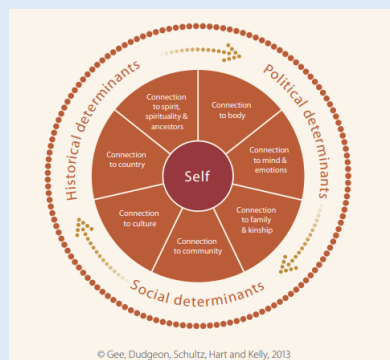 Historical determinants
Political determinants
Social determinants
Connection
to spirit,
spirituality &
ancestors
Connection
to body
Connection
to mind &
emotions
Connection
to family
& kinship
Connection
to community
Connection
to culture
Connection
to country
Self
© Gee, Dudgeon, Schultz, Hart and Kelly, 2013